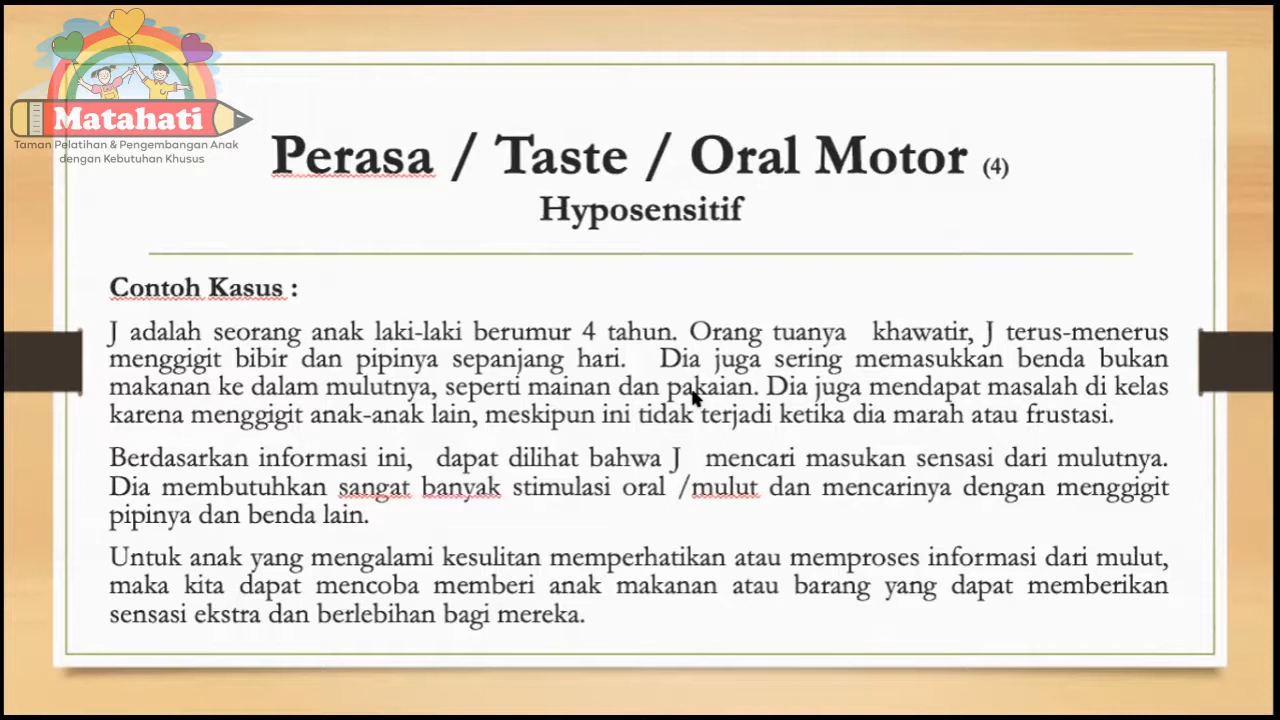 Matahati
Taman Pelatihan & Pengembangan Anak
dengan Kebutuhan Khusus
Perasa / Taste / Oral Motor (4)
Hyposensitif
Contoh Kasus :
J adalah seorang anak laki-laki berumur 4 tahun. Orang tuanya khawatir, J terus-menerus
menggigit bibir dan pipinya sepanjang hari. Dia juga sering memasukkan benda bukan
makanan ke dalam mulutnya, seperti mainan dan pakaian. Dia juga mendapat masalah di kelas
karena menggigit anak-anak lain, meskipun ini tidak terjadi ketika dia marah atau frustasi.
Berdasarkan informasi ini, dapat dilihat bahwa J mencari masukan sensasi dari mulutnya.
Dia membutuhkan sangat banyak stimulasi oral /mulut dan mencarinya dengan menggigit
pipinya dan benda lain.
Untuk anak yang mengalami kesulitan memperhatikan atau memproses informasi dari mulut,
maka kita dapat mencoba memberi anak makanan atau barang yang dapat memberikan
sensasi ekstra dan berlebihan bagi mereka.